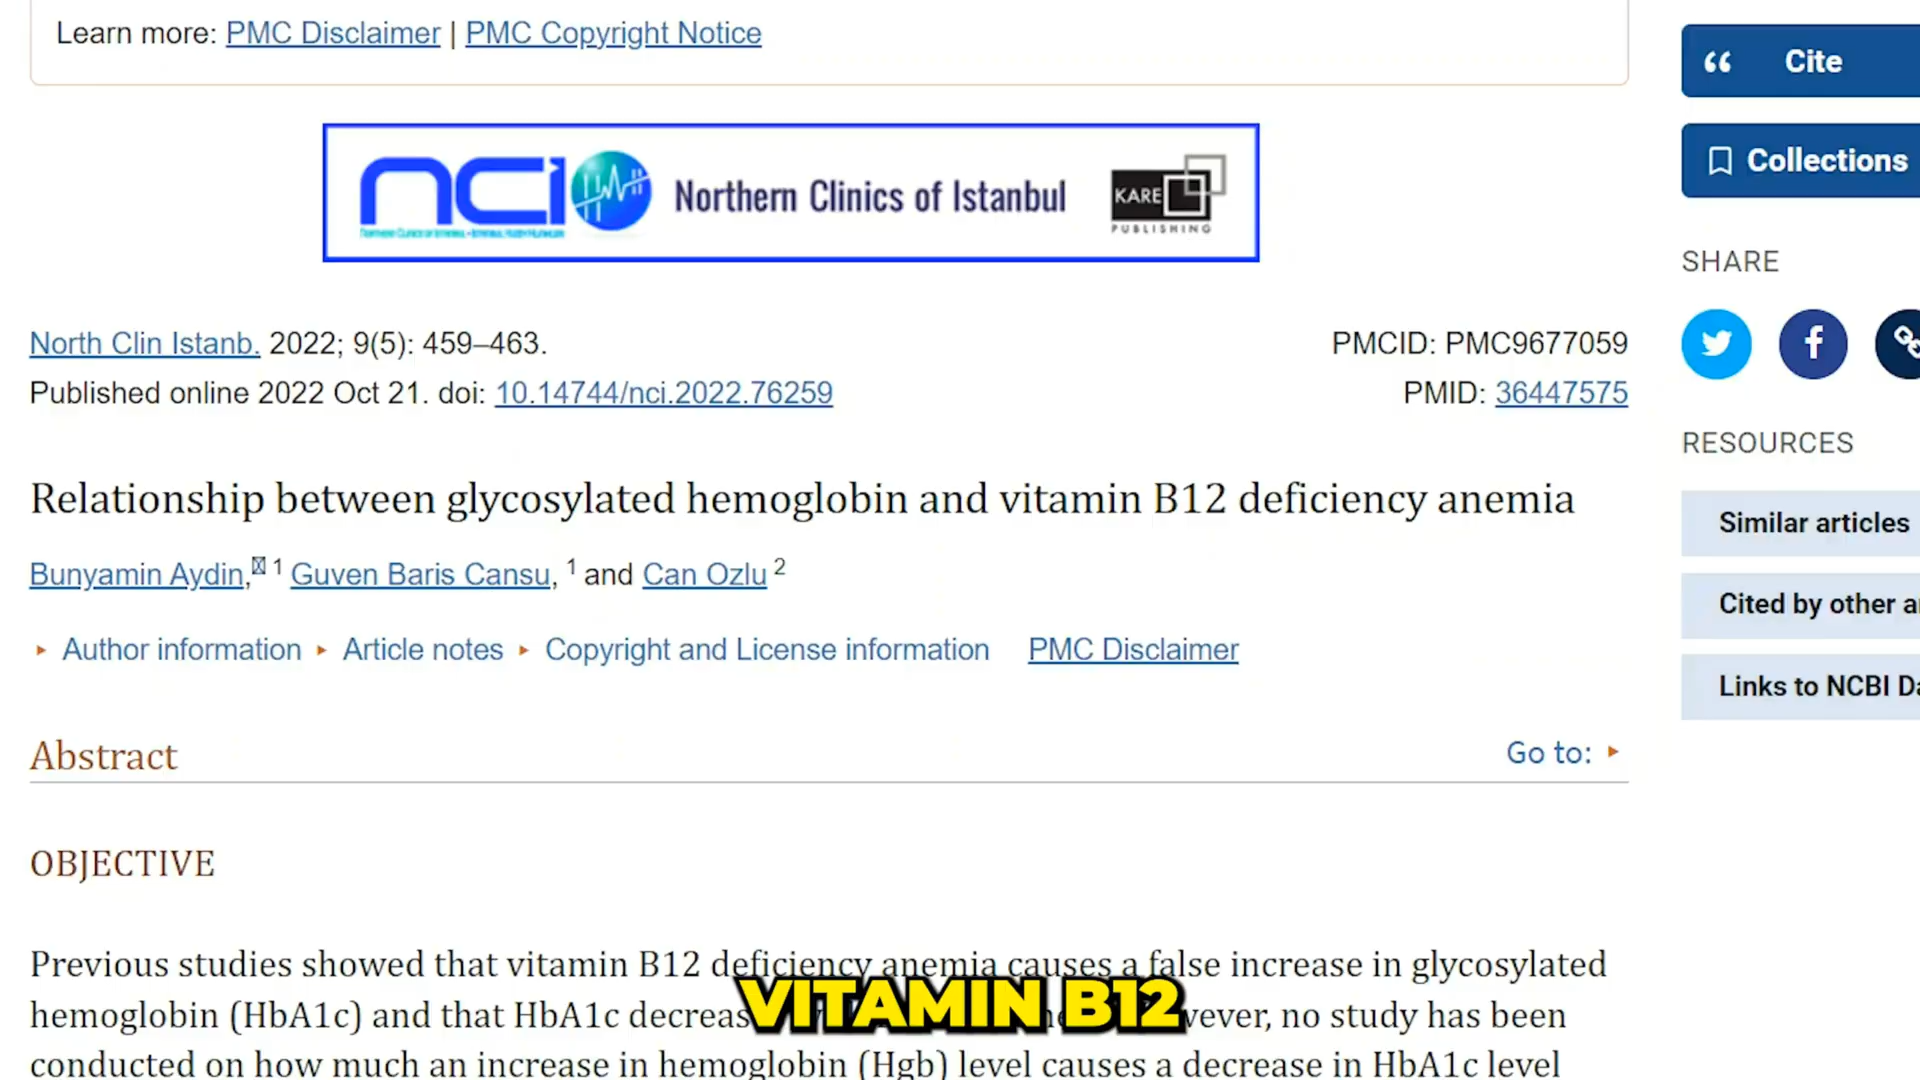 Learn more: PMC Disclaimer | PMC Copyright Notice
Cite
Collections
nci Northern Clinics of Istanbul KARE
PUBLISHING
SHARE
North Clin Istanb. 2022; 9(5): 459–463. PMCID: PMC9677059
Published online 2022 Oct 21. doi: 10.14744/nci.2022.76259 PMID: 36447575
RESOURCES
Relationship between glycosylated hemoglobin and vitamin B12 deficiency anemia
Similar articles
Bunyamin Aydin, 1 Guven Baris Cansu, 1 and Can Ozlu 2
Cited by other
Author information Article notes Copyright and License information PMC Disclaimer
Links to NCBI
Abstract Go to:
OBJECTIVE
Previous studies showed that vitamin B12 deficiency anemia causes a false increase in glycosylated
hemoglobin (HbA1c) and that HbA1c no study has been
VITAMIN B12
conducted on how much an increase in hemoglobin (Hgb) level causes a decrease in HbA1c level